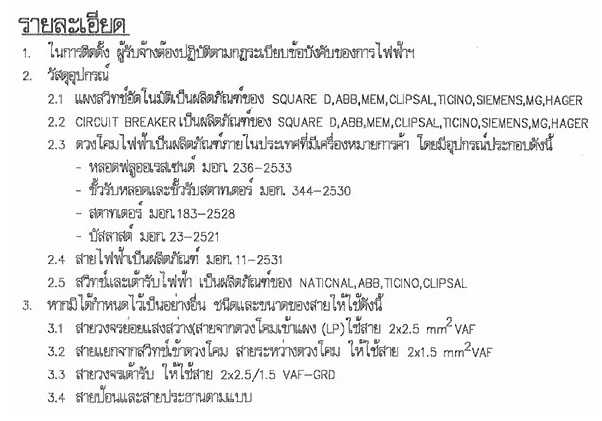 รายละเอียด
1. ในการติดตั้ง ผู้รับจ้างต้องปฏิบัติตามกฎระเบียบข้อบังคับของการไฟฟ้าฯ
2. วัสดุอุปกรณ์
2.1 แผงสวิทช์อัตโนมัติเป็นผลิตภัณฑ์ของ SQUARE D,ABB,MEM,CLIPSAL,TICINO,SIEMENS,MG,HAGER
2.2 CIRCUIT BREAKER เป็นผลิตภัณฑ์ของ SQUARE D,ABB,MEM,CLIPSAL,TICINO,SIEMENS,MG,HAGER
2.3 ดวงโคมไฟฟ้าเป็นผลิตภัณฑ์ภายในประเทศที่มีเครื่องหมายการค้า โดยมีอุปกรณ์ประกอบดังนี้
- หลอดฟลูออเรสเซนต์ มอก. 236-2533
- ขั้วรับหลอดและขั้วรับสตาทเตอร์ มอก. 344-2530
- สตาทเตอร์ มอก.183-2528
- บัลลาสต์ มอก. 23-2521
2.4 สายไฟฟ้าเป็นผลิตภัณฑ์ มอก. 11-2531
2.5 สวิทช์และเต้ารับไฟฟ้า เป็นผลิตภัณฑ์ของ NATIONAL,ABB,TICINO,CLIPSAL
3. หากมิได้กำหนดไว้เป็นอย่างอื่น ชนิดและขนาดของสายให้ใช้ดังนี้
3.1 สายวงจรย่อยแสงสว่าง(สายจากดวงโคมเข้าแผง (LP)ใช้สาย 2x2.5 mm² VAF
3.2 สายแยกจากสวิทช์เข้าดวงโคม สายระหว่างดวงโคม ให้ใช้สาย 2x1.5 mm² VAF
3.3 สายวงจรเต้ารับ ให้ใช้สาย 2x2.5/1.5 VAF-GRD
3.4 สายป้อนและสายประธานตามแบบ